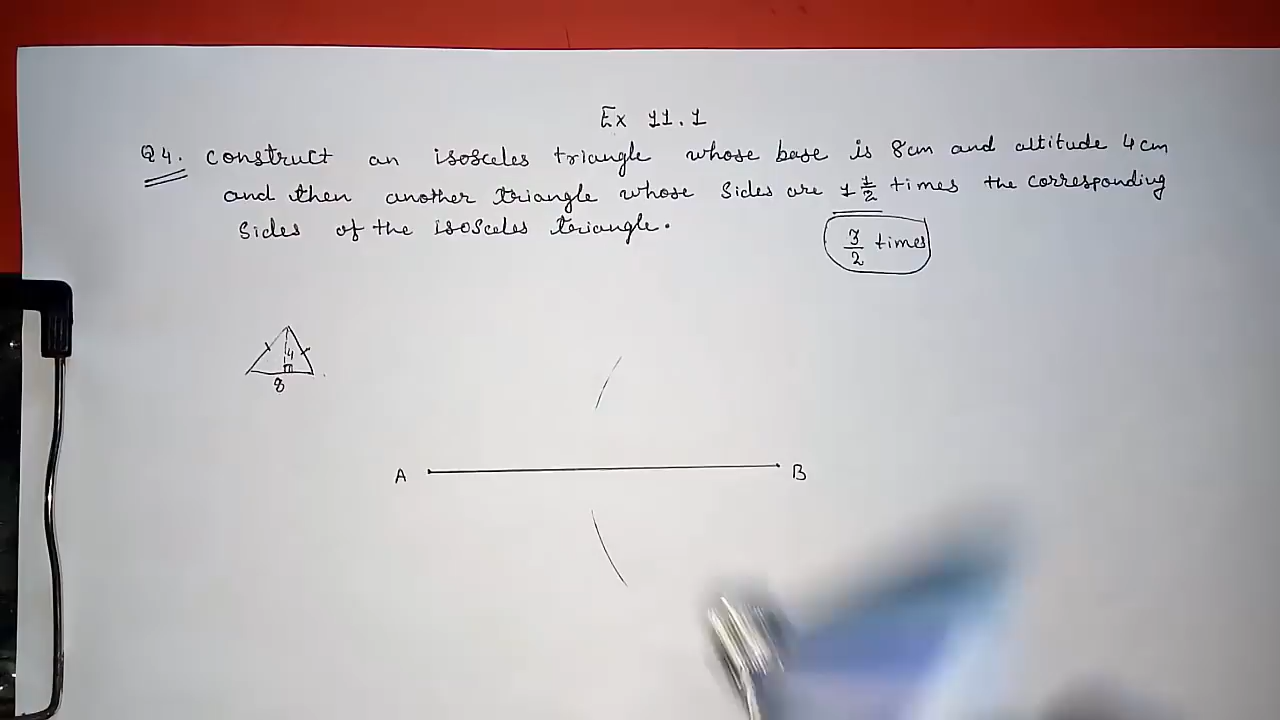 Ex 11.1
Q4. Construct an isosceles triangle whose base is 8cm and altitude 4cm
and then another triangle whose sides are 1 1/2 times the corresponding
sides of the isosceles triangle.
3/2 times
4
8
A B